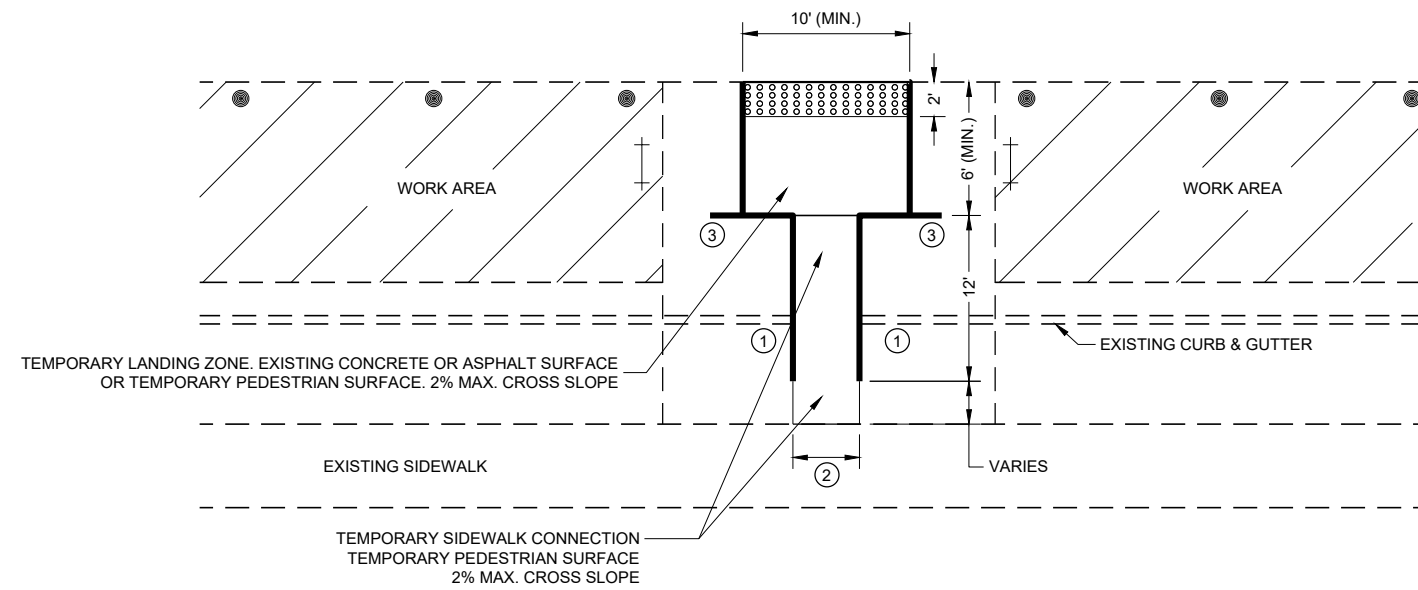 10' (MIN.)
2'
6' (MIN.)
WORK AREA
WORK AREA
3
3
12'
1
1
EXISTING CURB & GUTTER
TEMPORARY LANDING ZONE. EXISTING CONCRETE OR ASPHALT SURFACE
OR TEMPORARY PEDESTRIAN SURFACE. 2% MAX. CROSS SLOPE
EXISTING SIDEWALK
2
VARIES
TEMPORARY SIDEWALK CONNECTION
TEMPORARY PEDESTRIAN SURFACE
2% MAX. CROSS SLOPE